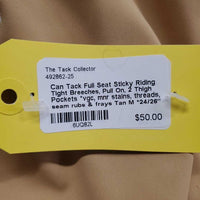 The Tack Collector
492862-25
Can Tack Full Seat Sticky Riding
Tight Breeches, Pull On, 2 Thigh
Pockets *vgc, mnr stains, threads,
seam rubs & frays Tan M *24/26"
$50.00
6UQ82L